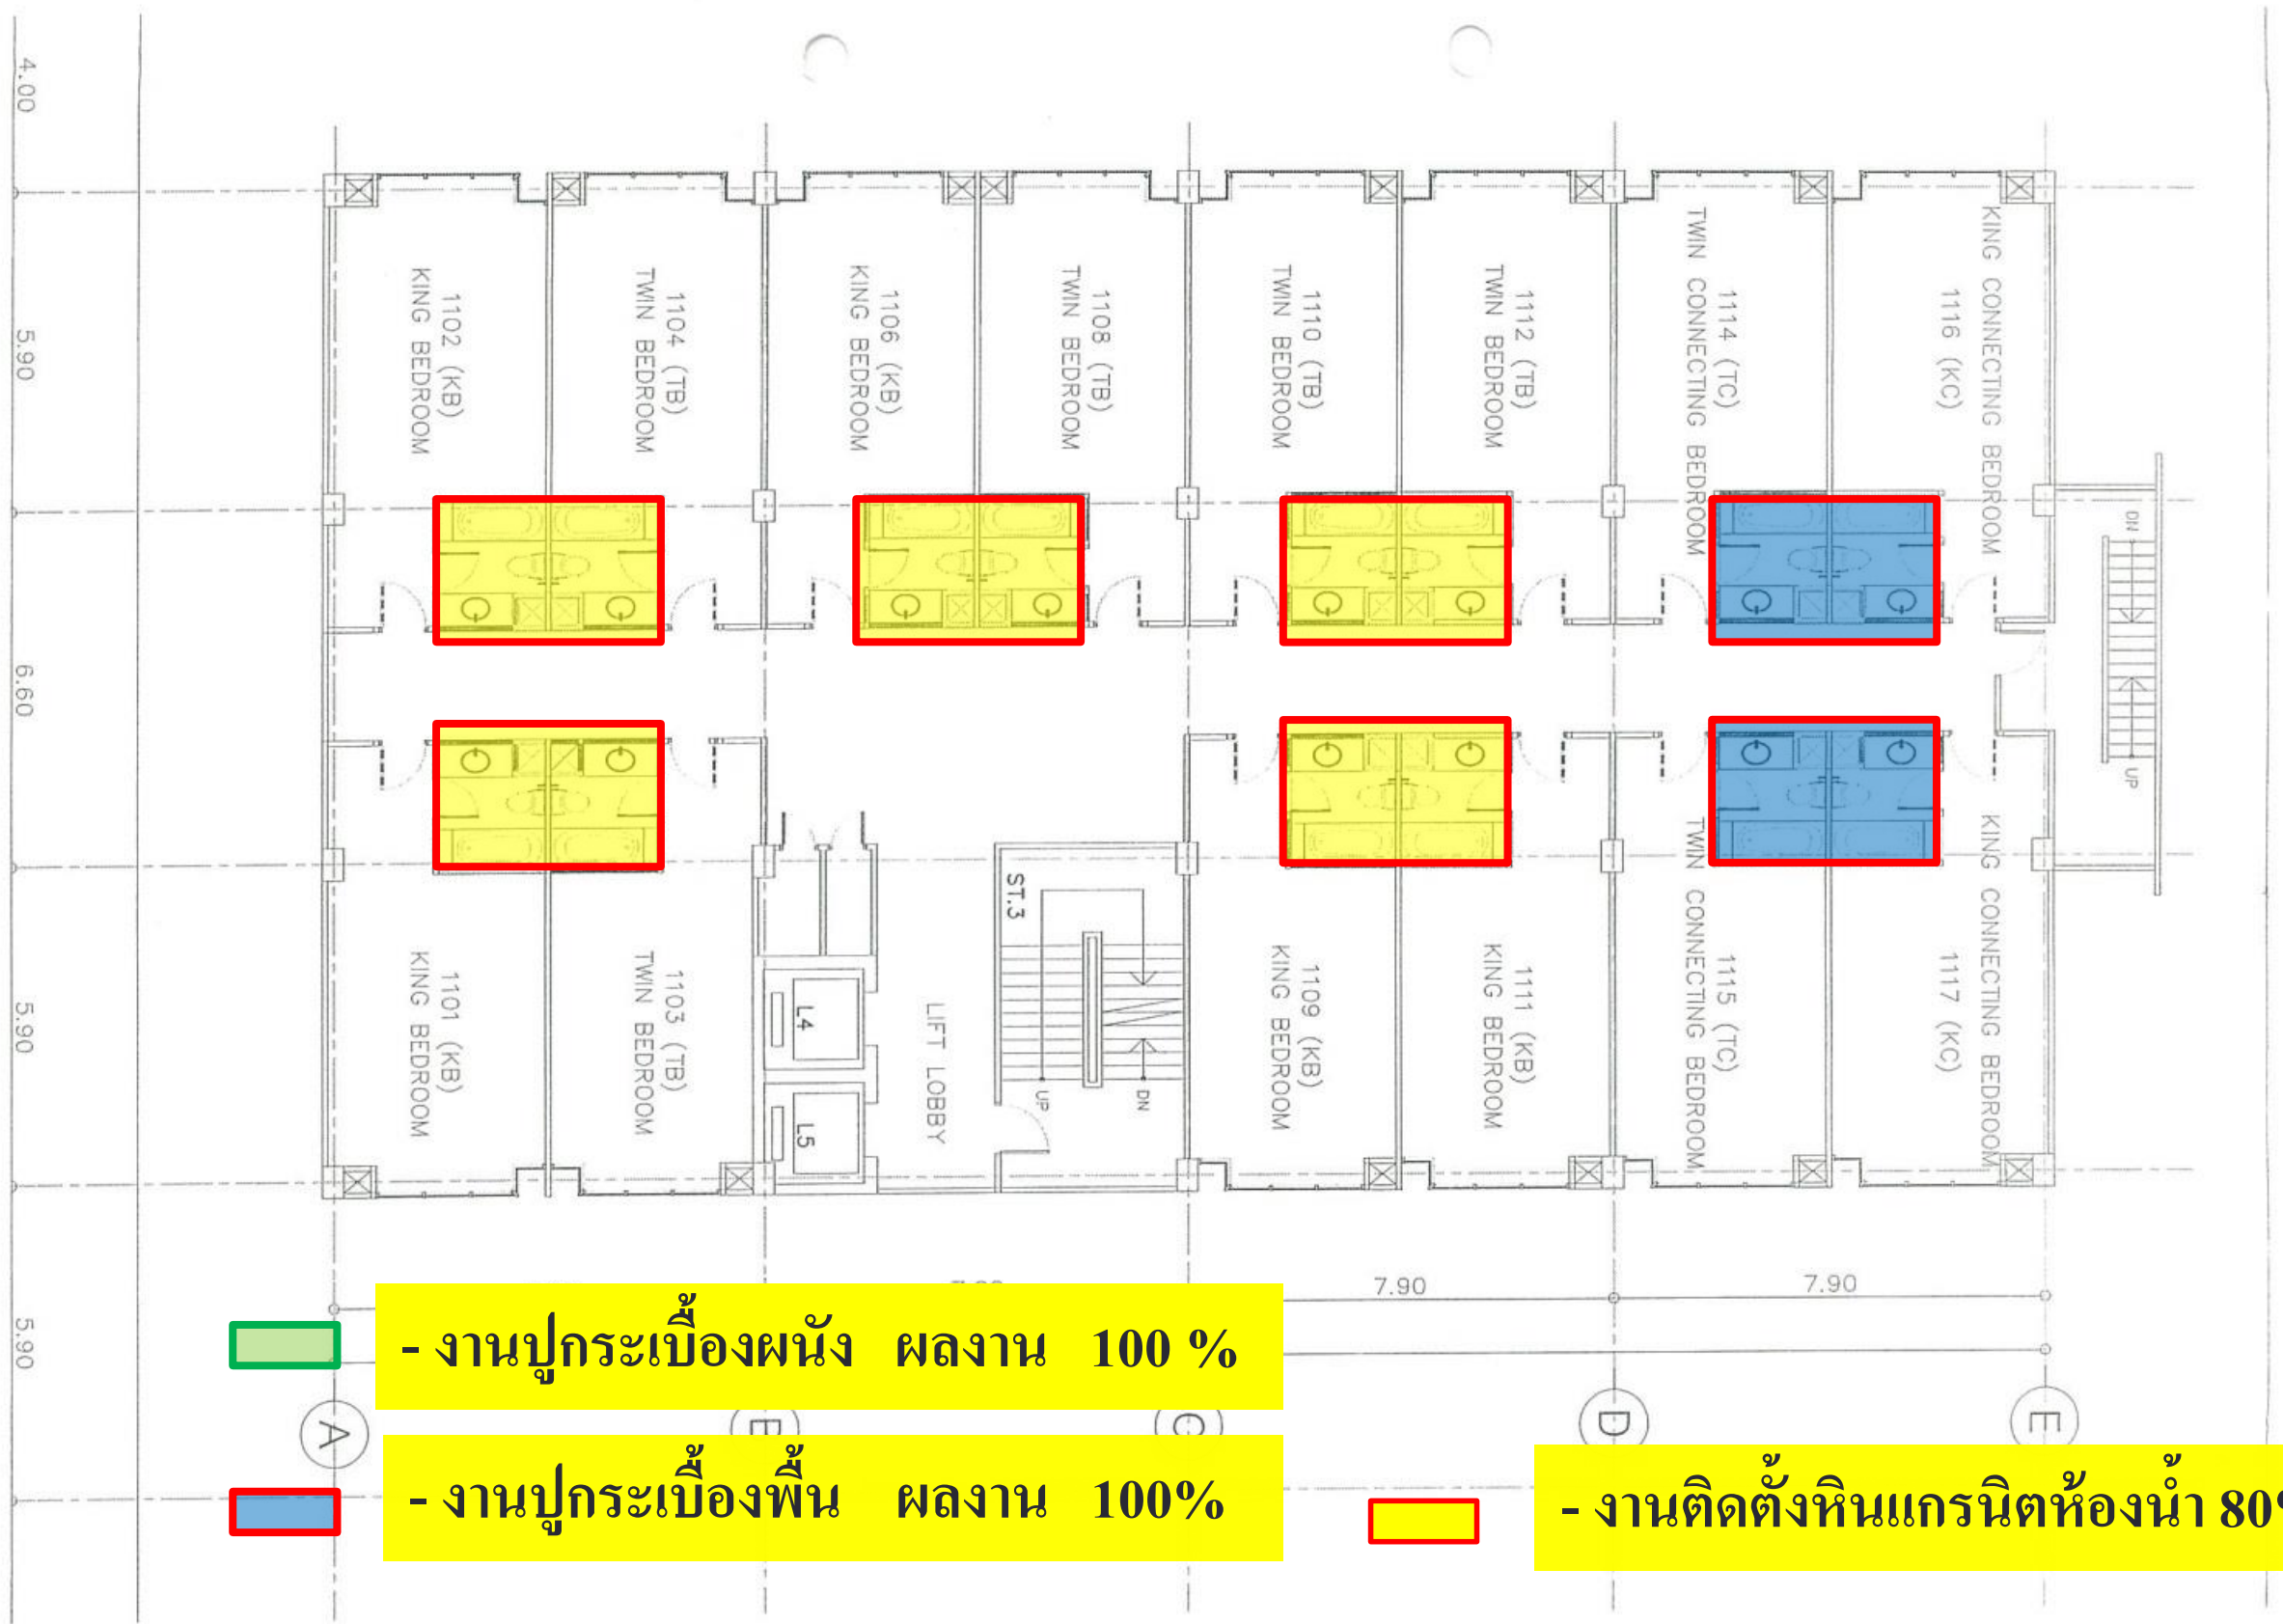 4.00
5.90
6.60
5.90
5.90
1102 (KB)
KING BEDROOM
1104 (TB)
TWIN BEDROOM
1106 (KB)
KING BEDROOM
1108 (TB)
TWIN BEDROOM
1110 (TB)
TWIN BEDROOM
1112 (TB)
TWIN BEDROOM
1114 (TC)
TWIN CONNECTING BEDROOM
KING CONNECTING BEDROOM
1116 (KC)
DN
UP
1101 (KB)
KING BEDROOM
1103 (TB)
TWIN BEDROOM
L4
L5
LIFT LOBBY
ST.3
UP
DN
1109 (KB)
KING BEDROOM
1111 (KB)
KING BEDROOM
1115 (TC)
TWIN CONNECTING BEDROOM
KING CONNECTING BEDROOM
1117 (KC)
7.90
7.90
- งานปูกระเบื้องผนัง ผลงาน 100 %
A
D
E
- งานปูกระเบื้องพื้น ผลงาน 100%
- งานติดตั้งหินแกรนิตห้องน้ำ 80